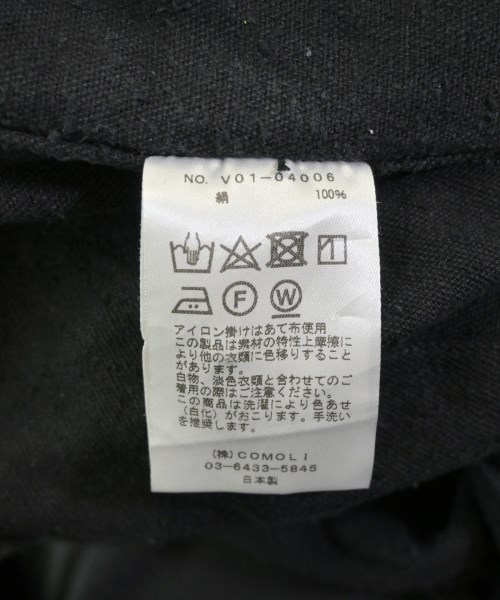 NO. V01-04006
絹 100%
F W
アイロン掛けはあて布使用
この製品は素材の特性上摩擦に
より他の衣類に色移りすること
があります。
白物、淡色衣類と合わせてのご
着用の際はご注意ください。
この商品は洗濯により色あせ
(白化)がおこります。手洗い
を推奨します。
(株)COMOLI
03-6433-5845
日本製